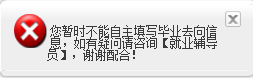 您暂时不能自主填写毕业去向信
息，如有疑问请咨询【就业辅导
员】，谢谢配合！